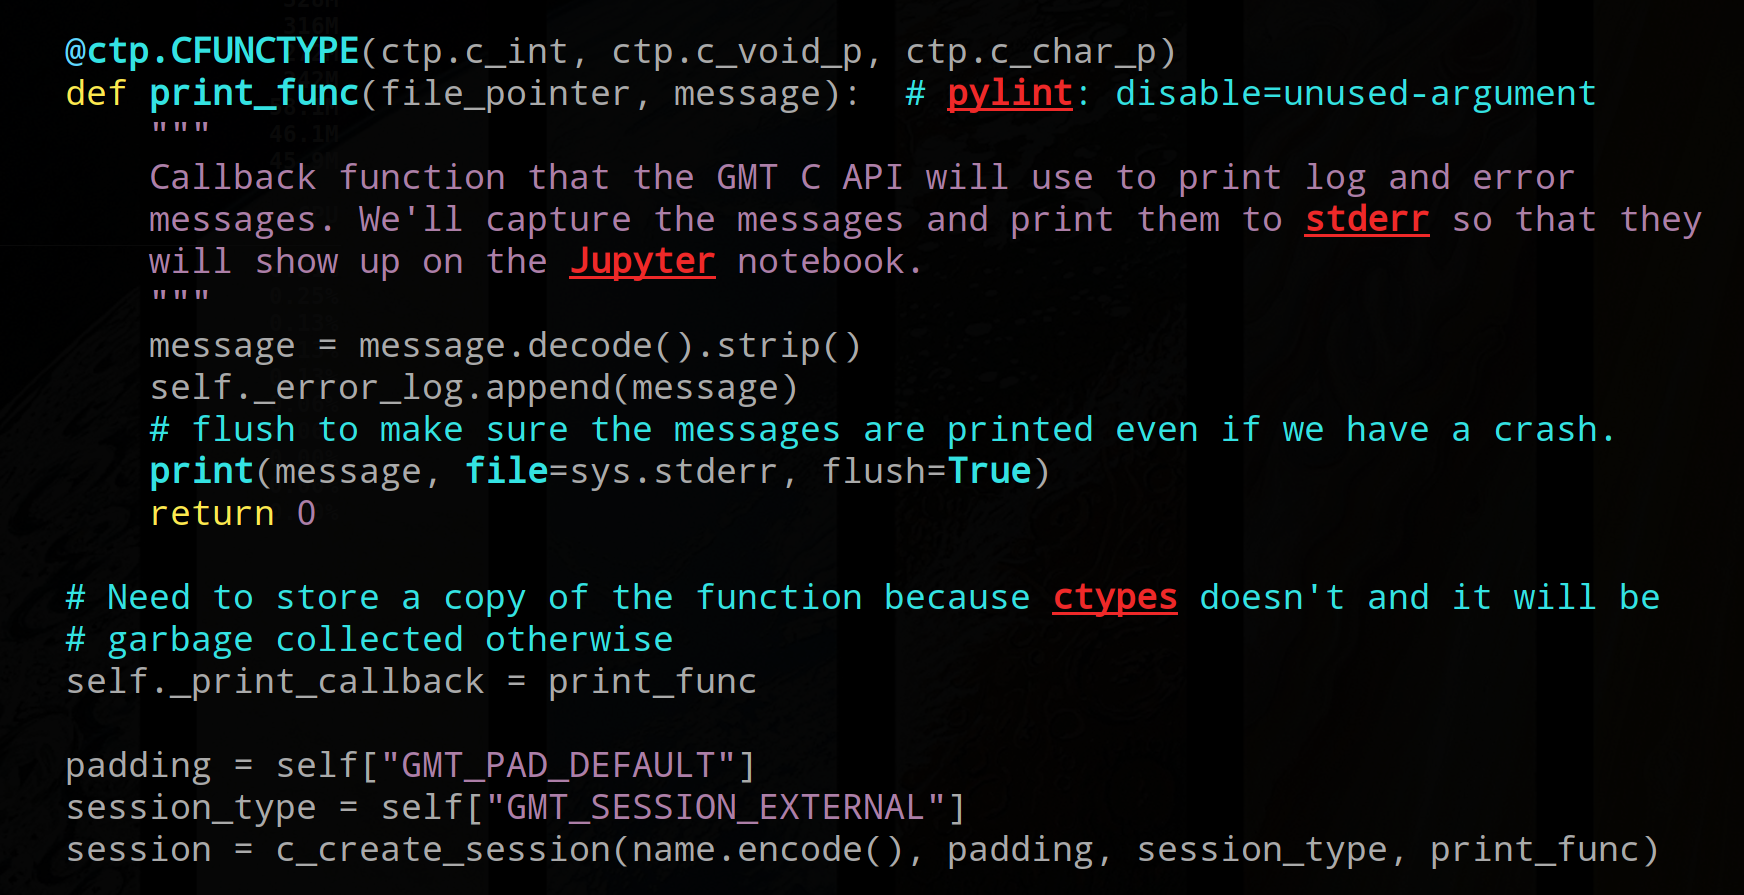 @ctp.CFUNCTYPE(ctp.c_int, ctp.c_void_p, ctp.c_char_p)
def print_func(file_pointer, message):  # pylint: disable=unused-argument
    """
    Callback function that the GMT C API will use to print log and error
    messages. We'll capture the messages and print them to stderr so that they
    will show up on the Jupyter notebook.
    """
    message = message.decode().strip()
    self._error_log.append(message)
    # flush to make sure the messages are printed even if we have a crash.
    print(message, file=sys.stderr, flush=True)
    return 0

# Need to store a copy of the function because ctypes doesn't and it will be
# garbage collected otherwise
self._print_callback = print_func

padding = self["GMT_PAD_DEFAULT"]
session_type = self["GMT_SESSION_EXTERNAL"]
session = c_create_session(name.encode(), padding, session_type, print_func)